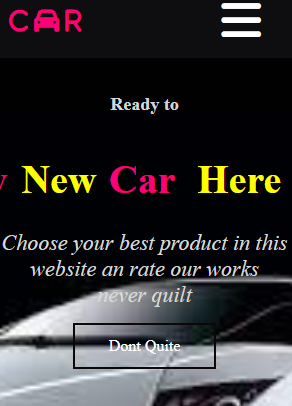 CAR
Ready to
New Car Here
Choose your best product in this
website an rate our works
never quilt
Dont Quite